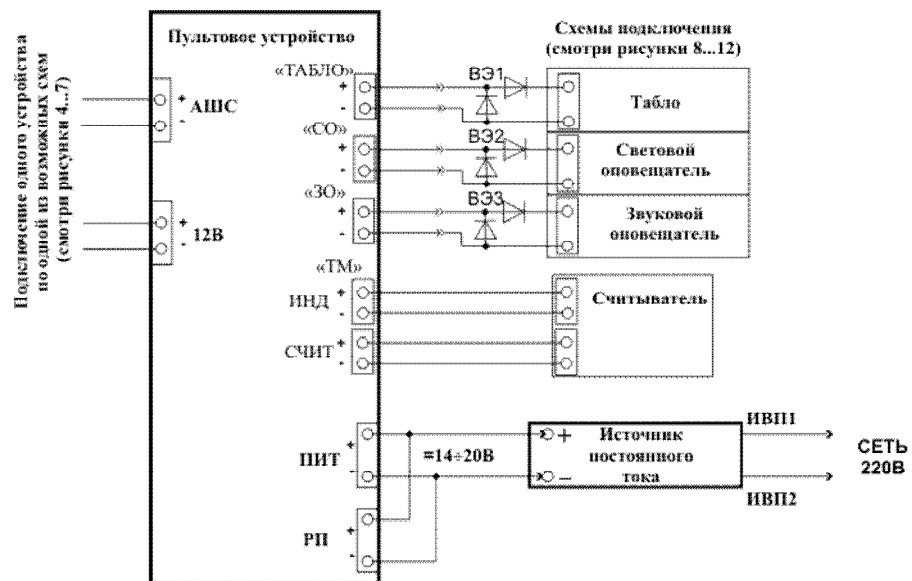 Подключение одного устройства
по одной из возможных схем
(смотри рисунки 4...7)
Пультовое устройство
+
АШС
-
+
12В
-
«ТАБЛО»
+
-
«СО»
+
-
«ЗО»
+
-
«ТМ»
ИНД
+
-
СЧИТ
+
-
ПИТ
+
-
РП
+
-
ВЭ1
ВЭ2
ВЭ3
Схемы подключения
(смотри рисунки 8...12)
Табло
Световой
оповещатель
Звуковой
оповещатель
Считыватель
=14÷20В
+
-
Источник
постоянного
тока
ИВП1
ИВП2
СЕТЬ
220В